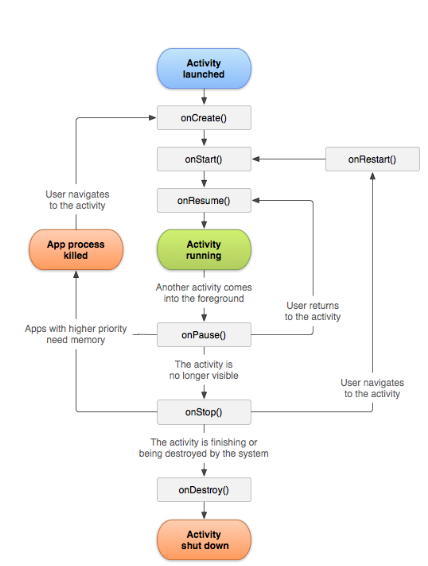 Activity
launched
onCreate()
onStart()
onRestart()
User navigates
to the activity
onResume()
App process
killed
Activity
running
Another activity comes
into the foreground
User returns
to the activity
Apps with higher priority
need memory
onPause()
The activity is
no longer visible
User navigates
to the activity
onStop()
The activity is finishing or
being destroyed by the system
onDestroy()
Activity
shut down